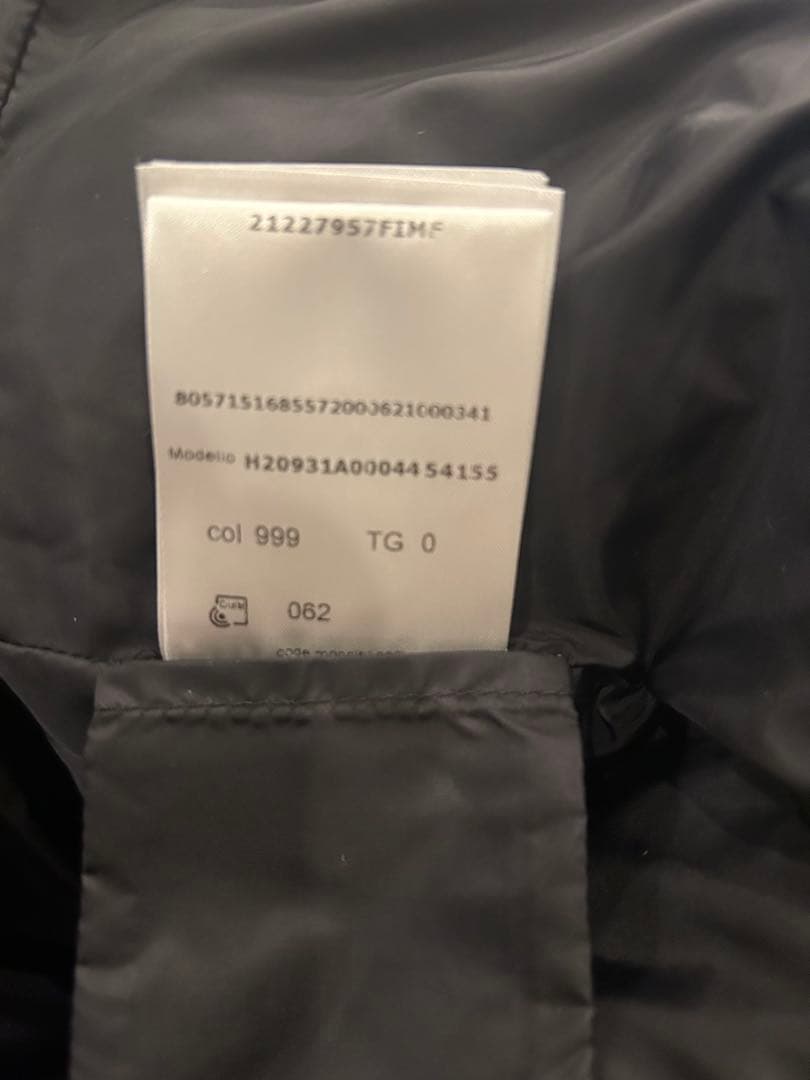 21227957FIMF
8057151685572000621000341
Modello H20931A00044 54155
col 999 TG 0
062